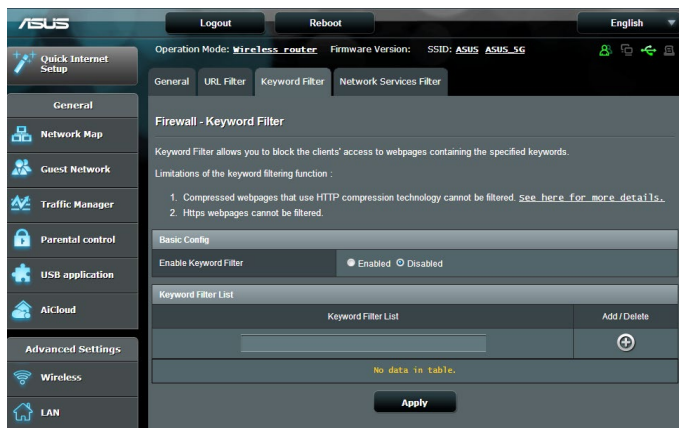 ASUS
Logout
Reboot
English
Quick Internet
Setup
Operation Mode: Wireless router Firmware Version: SSID: ASUS ASUS_5G
General
URL Filter
Keyword Filter
Network Services Filter
General
Network Map
Guest Network
Traffic Manager
Parental control
USB application
AiCloud
Advanced Settings
Wireless
LAN
Firewall - Keyword Filter
Keyword Filter allows you to block the clients' access to webpages containing the specified keywords.
Limitations of the keyword filtering function :
1. Compressed webpages that use HTTP compression technology cannot be filtered. See here for more details.
2. Https webpages cannot be filtered.
Basic Config
Enable Keyword Filter
Enabled Disabled
Keyword Filter List
Keyword Filter List
Add / Delete
No data in table.
Apply